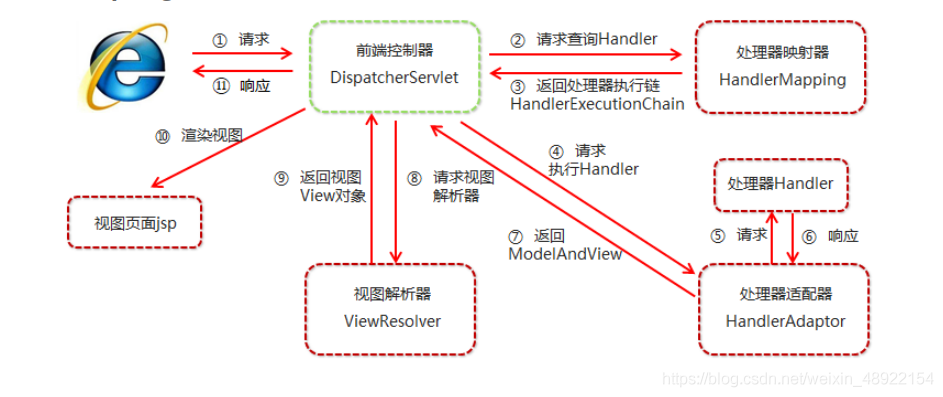 ① 请求
⑪ 响应
前端控制器
DispatcherServlet
② 请求查询Handler
③ 返回处理器执行链
HandlerExecutionChain
处理器映射器
HandlerMapping
⑩ 渲染视图
④ 请求
执行Handler
⑨ 返回视图
View对象
⑧ 请求视图
解析器
处理器Handler
视图页面jsp
⑦ 返回
ModelAndView
⑤ 请求
⑥ 响应
视图解析器
ViewResolver
处理器适配器
HandlerAdaptor
https://blog.csdn.net/weixin_48922154